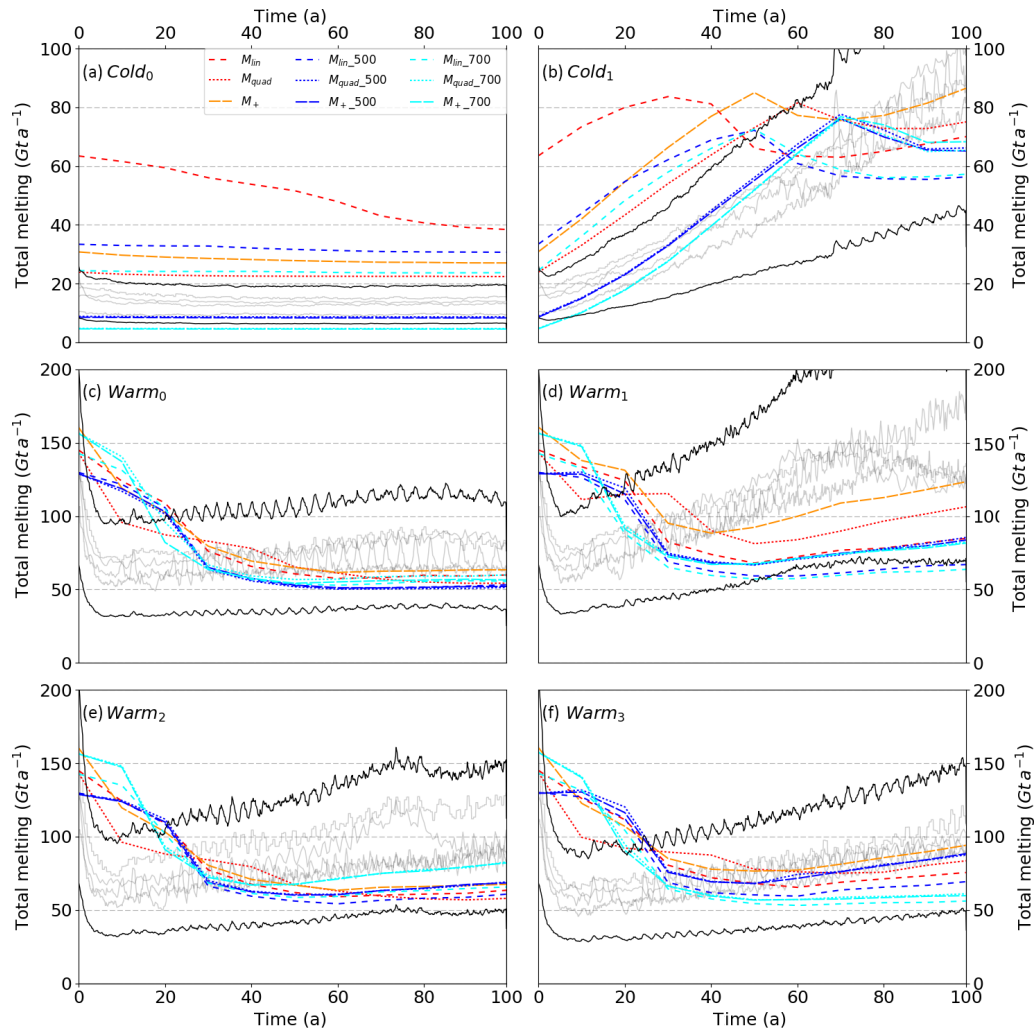 Time (a)
Time (a)
0 20 40 60 80 100
0 20 40 60 80 100
(a) Cold₀
M_lin
M_quad
M_+
M_lin_500
M_quad_500
M_+_500
M_lin_700
M_quad_700
M_+_700
(b) Cold₁
100
80
60
40
20
0
Total melting (Gt a⁻¹)
100
80
60
40
20
0
Total melting (Gt a⁻¹)
(c) Warm₀
(d) Warm₁
200
150
100
50
0
Total melting (Gt a⁻¹)
200
150
100
50
0
Total melting (Gt a⁻¹)
(e) Warm₂
(f) Warm₃
200
150
100
50
0
Total melting (Gt a⁻¹)
200
150
100
50
0
Total melting (Gt a⁻¹)
0 20 40 60 80 100
0 20 40 60 80 100
Time (a)
Time (a)